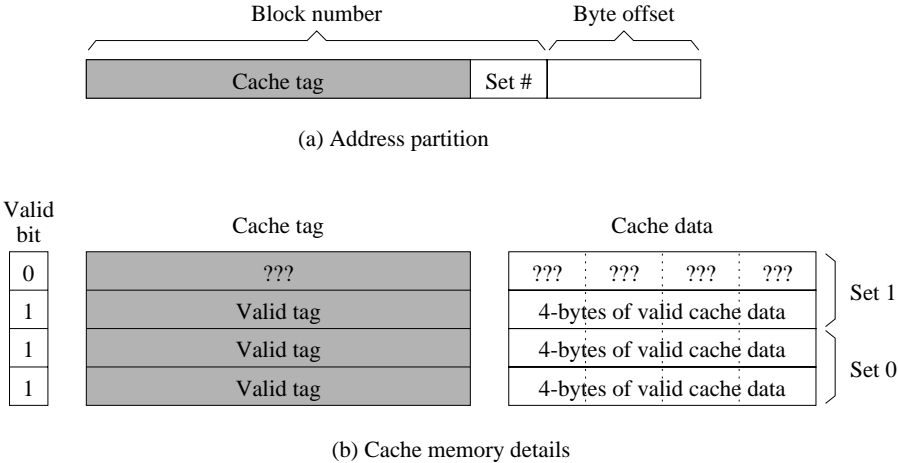 Block number Byte offset
Cache tag Set #
(a) Address partition
Valid
bit Cache tag Cache data
0 ??? ??? ??? ??? ???
1 Valid tag 4-bytes of valid cache data
Set 1
1 Valid tag 4-bytes of valid cache data
1 Valid tag 4-bytes of valid cache data
Set 0
(b) Cache memory details